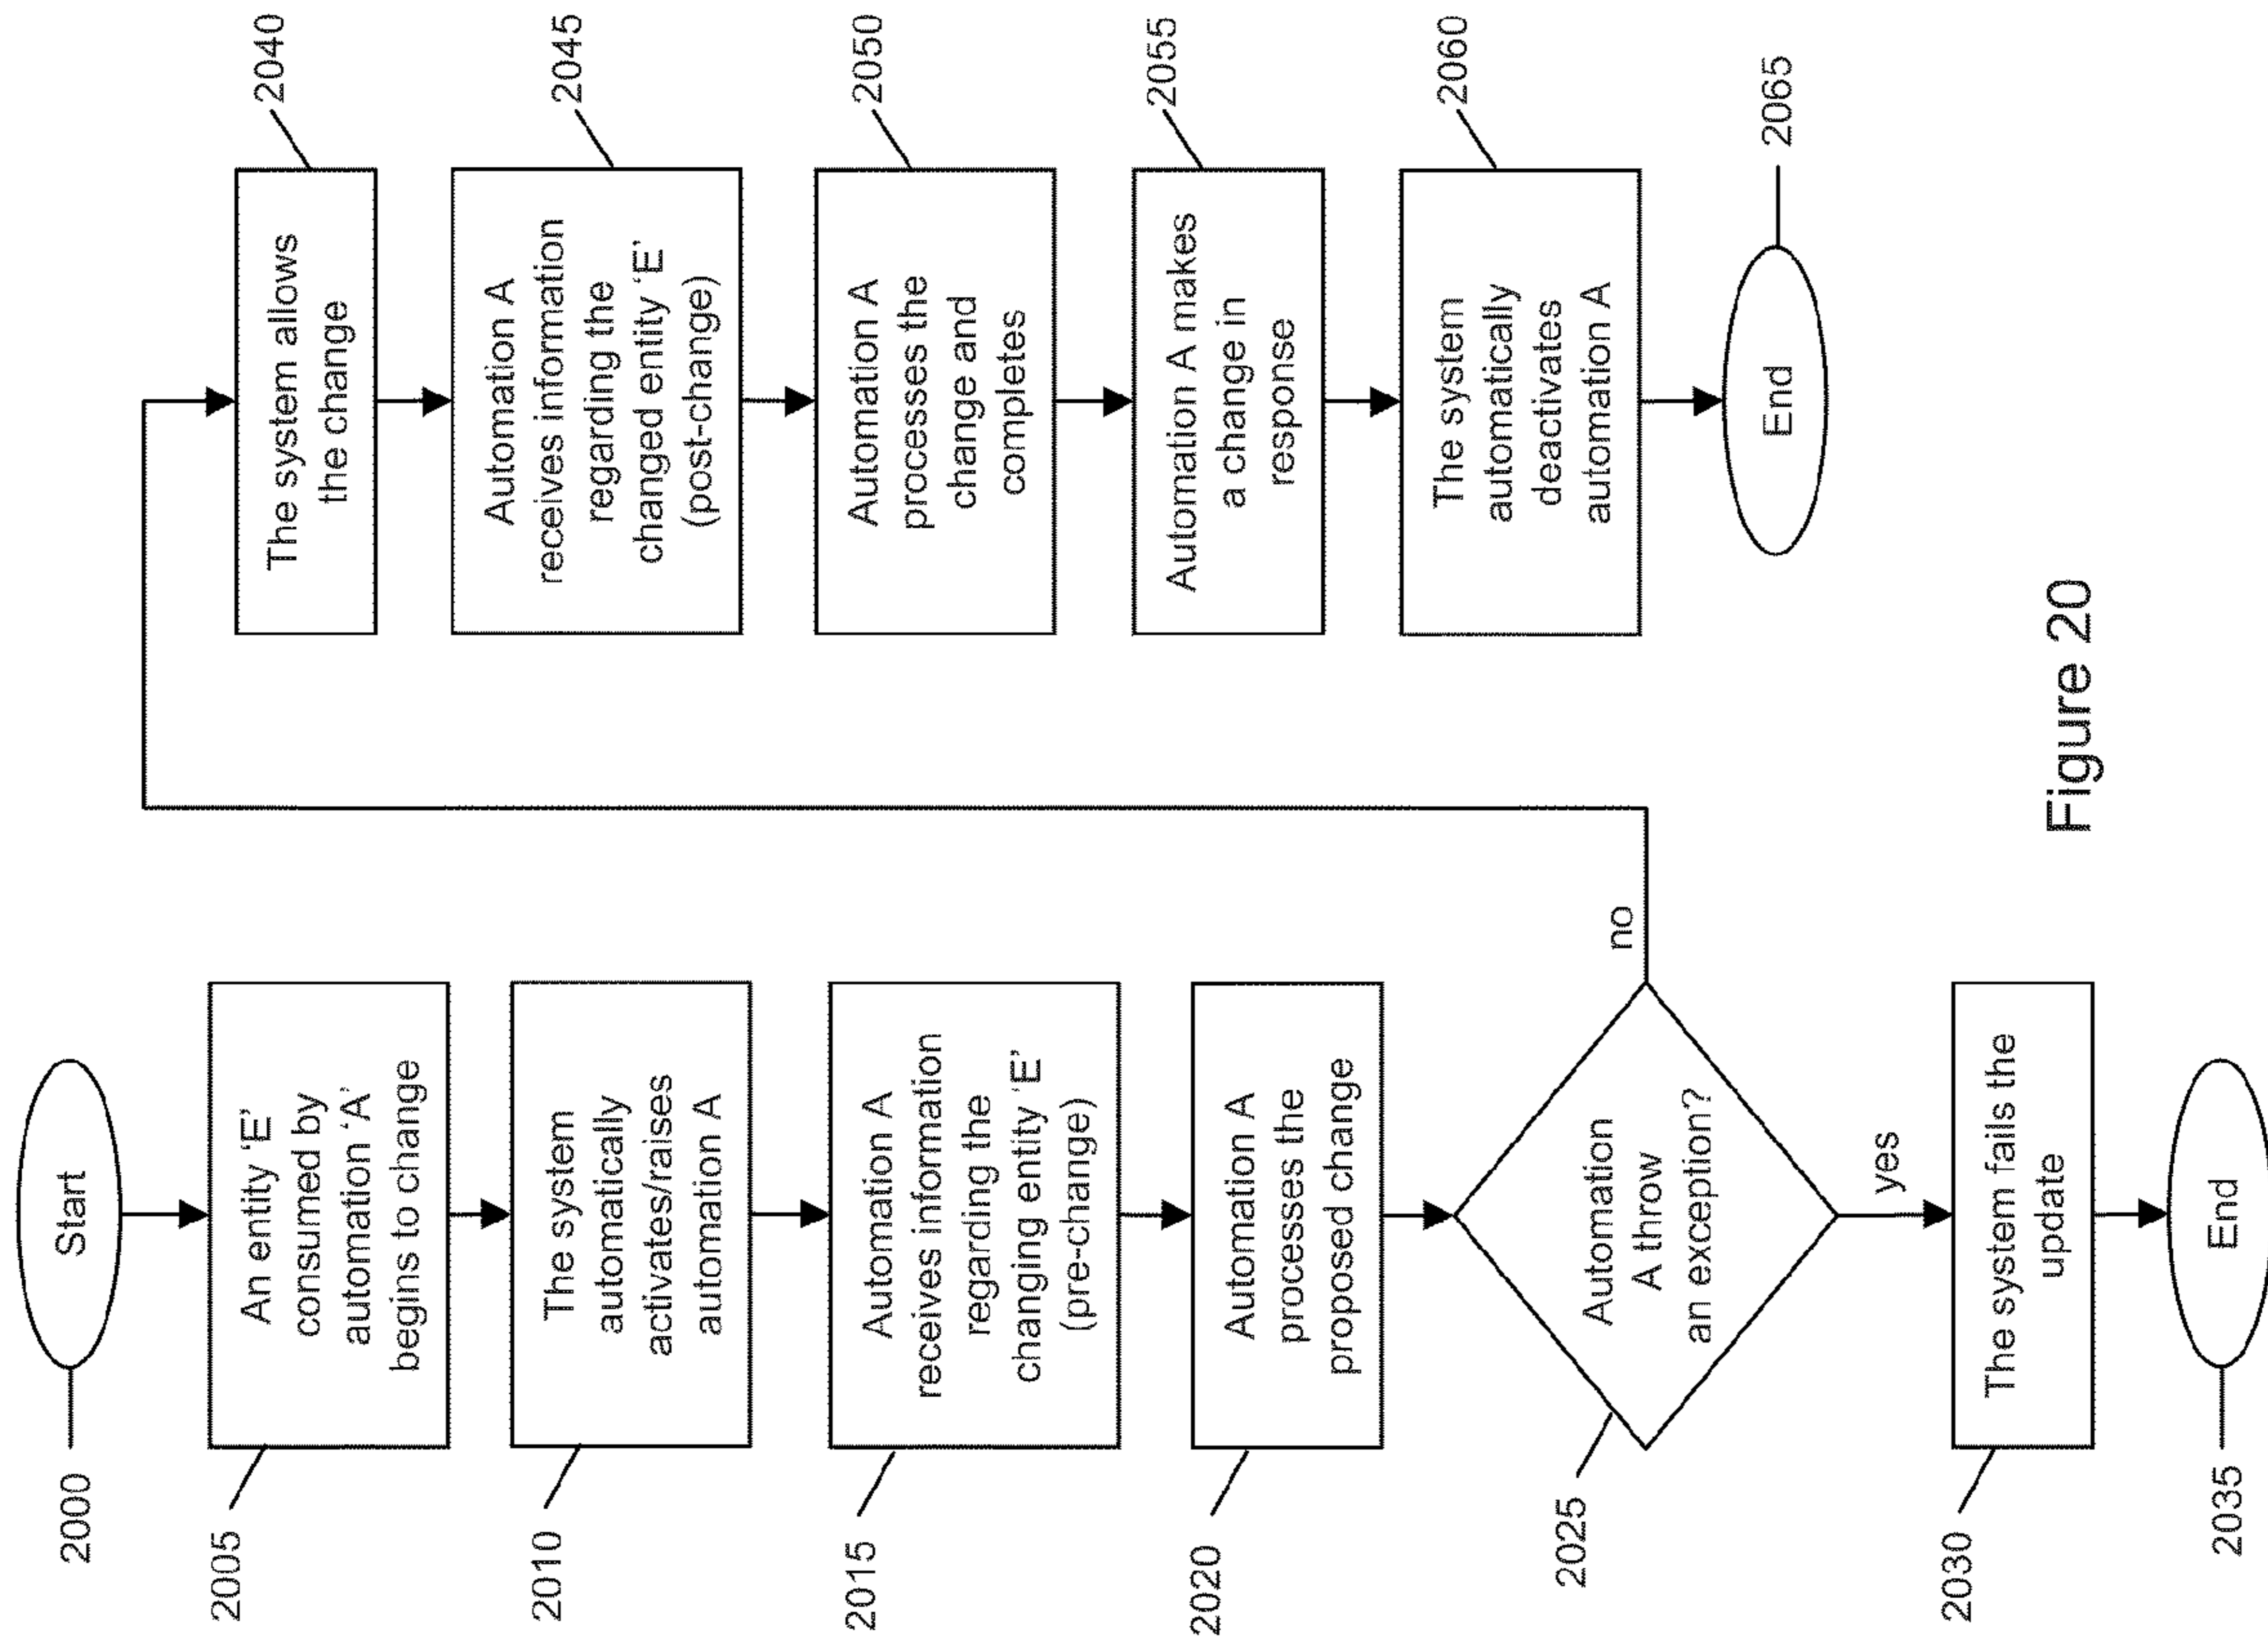 Start
2000
An entity ‘E’
consumed by
automation ‘A’
begins to change
2005
The system
automatically
activates/raises
automation A
2010
Automation A
receives information
regarding the
changing entity ‘E’
(pre-change)
2015
Automation A
processes the
proposed change
2020
Automation
A throw
an exception?
2025
no
yes
The system fails the
update
2030
End
2035
The system allows
the change
2040
Automation A
receives information
regarding the
changed entity ‘E’
(post-change)
2045
Automation A
processes the
change and
completes
2050
Automation A makes
a change in
response
2055
The system
automatically
deactivates
automation A
2060
End
2065
Figure 20